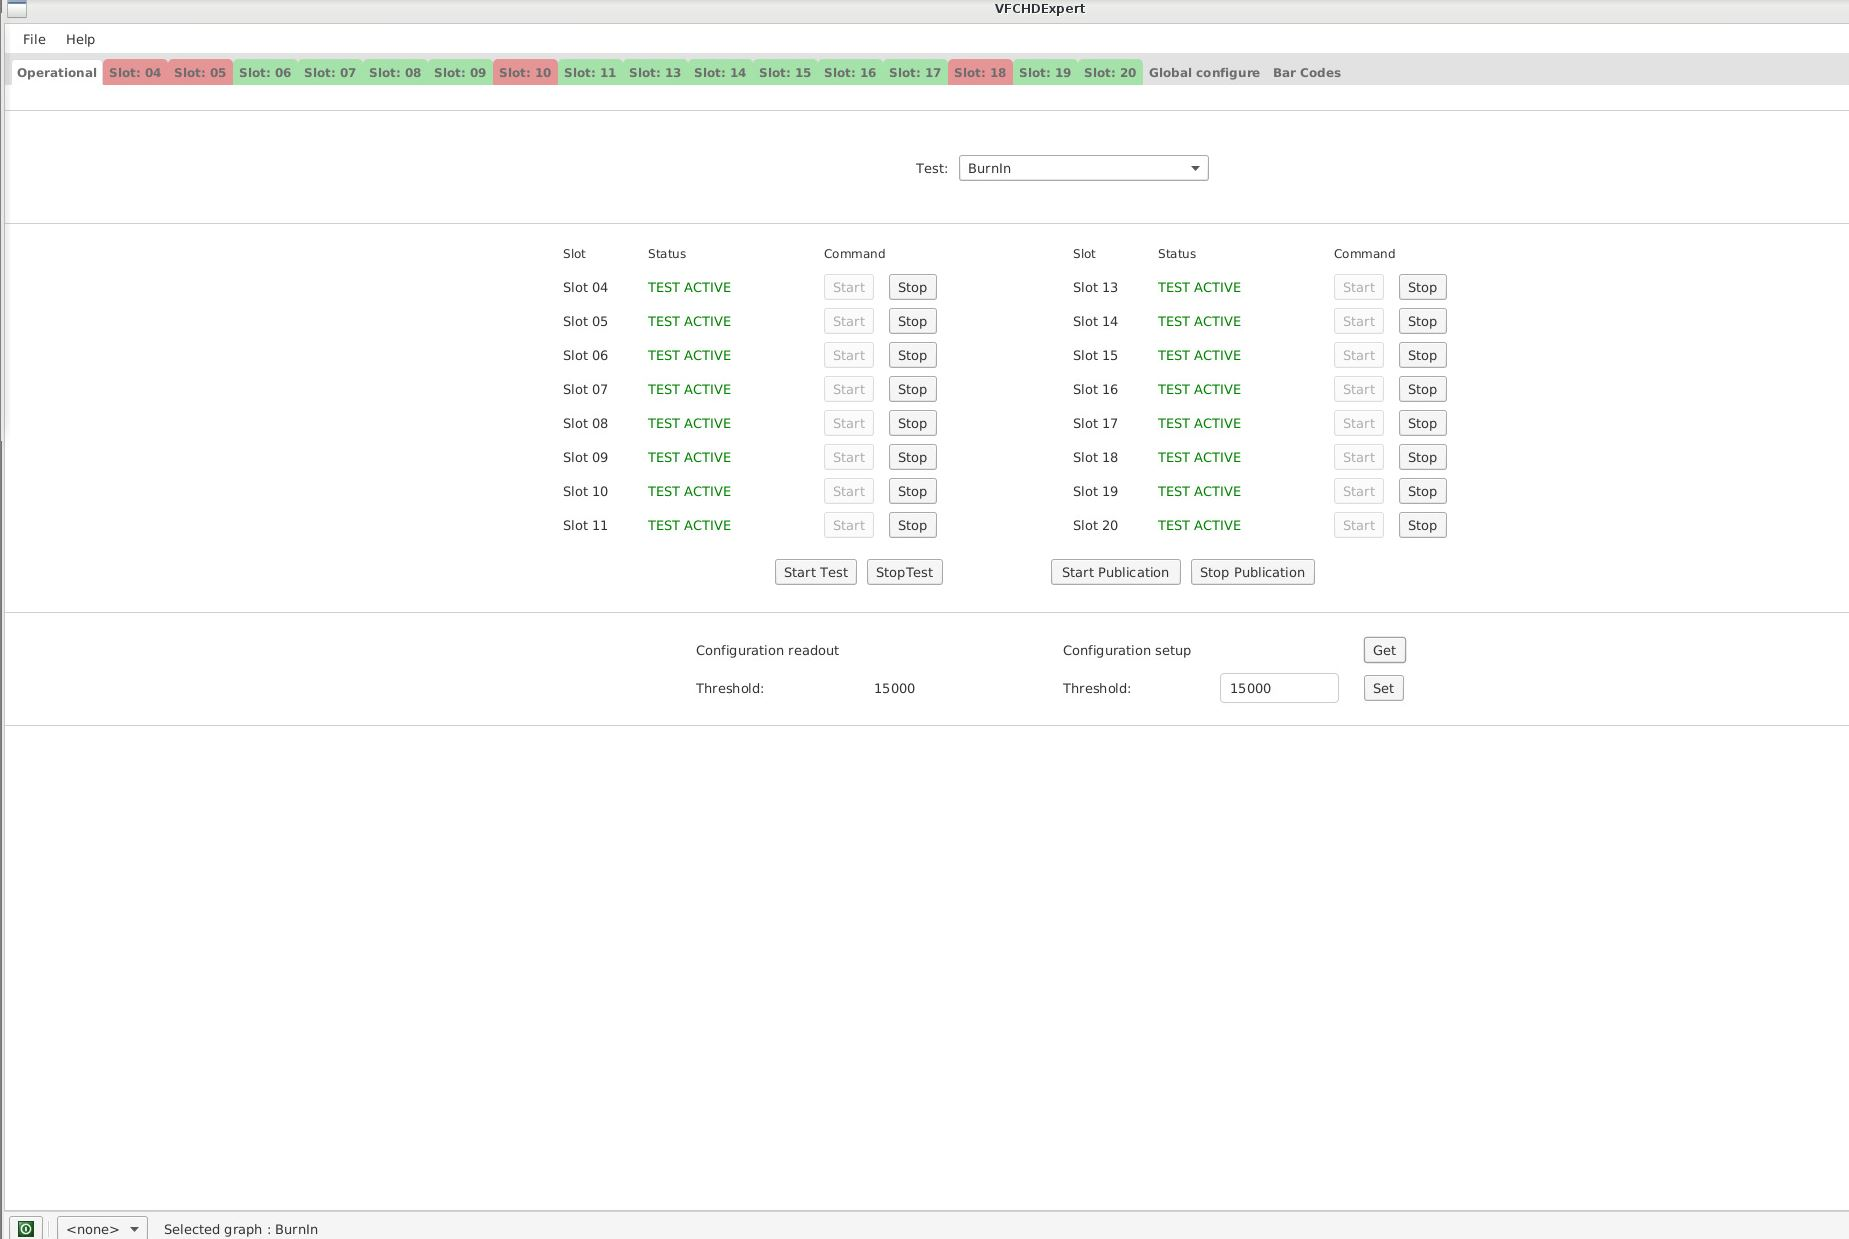 VFCHDExpert
File Help
Operational Slot: 04 Slot: 05 Slot: 06 Slot: 07 Slot: 08 Slot: 09 Slot: 10 Slot: 11 Slot: 13 Slot: 14 Slot: 15 Slot: 16 Slot: 17 Slot: 18 Slot: 19 Slot: 20 Global configure Bar Codes
Test: BurnIn
Slot Status Command Slot Status Command
Slot 04 TEST ACTIVE Start Stop Slot 13 TEST ACTIVE Start Stop
Slot 05 TEST ACTIVE Start Stop Slot 14 TEST ACTIVE Start Stop
Slot 06 TEST ACTIVE Start Stop Slot 15 TEST ACTIVE Start Stop
Slot 07 TEST ACTIVE Start Stop Slot 16 TEST ACTIVE Start Stop
Slot 08 TEST ACTIVE Start Stop Slot 17 TEST ACTIVE Start Stop
Slot 09 TEST ACTIVE Start Stop Slot 18 TEST ACTIVE Start Stop
Slot 10 TEST ACTIVE Start Stop Slot 19 TEST ACTIVE Start Stop
Slot 11 TEST ACTIVE Start Stop Slot 20 TEST ACTIVE Start Stop
Start Test StopTest Start Publication Stop Publication
Configuration readout Configuration setup Get
Threshold: 15000 Threshold: 15000 Set
<none> Selected graph : BurnIn